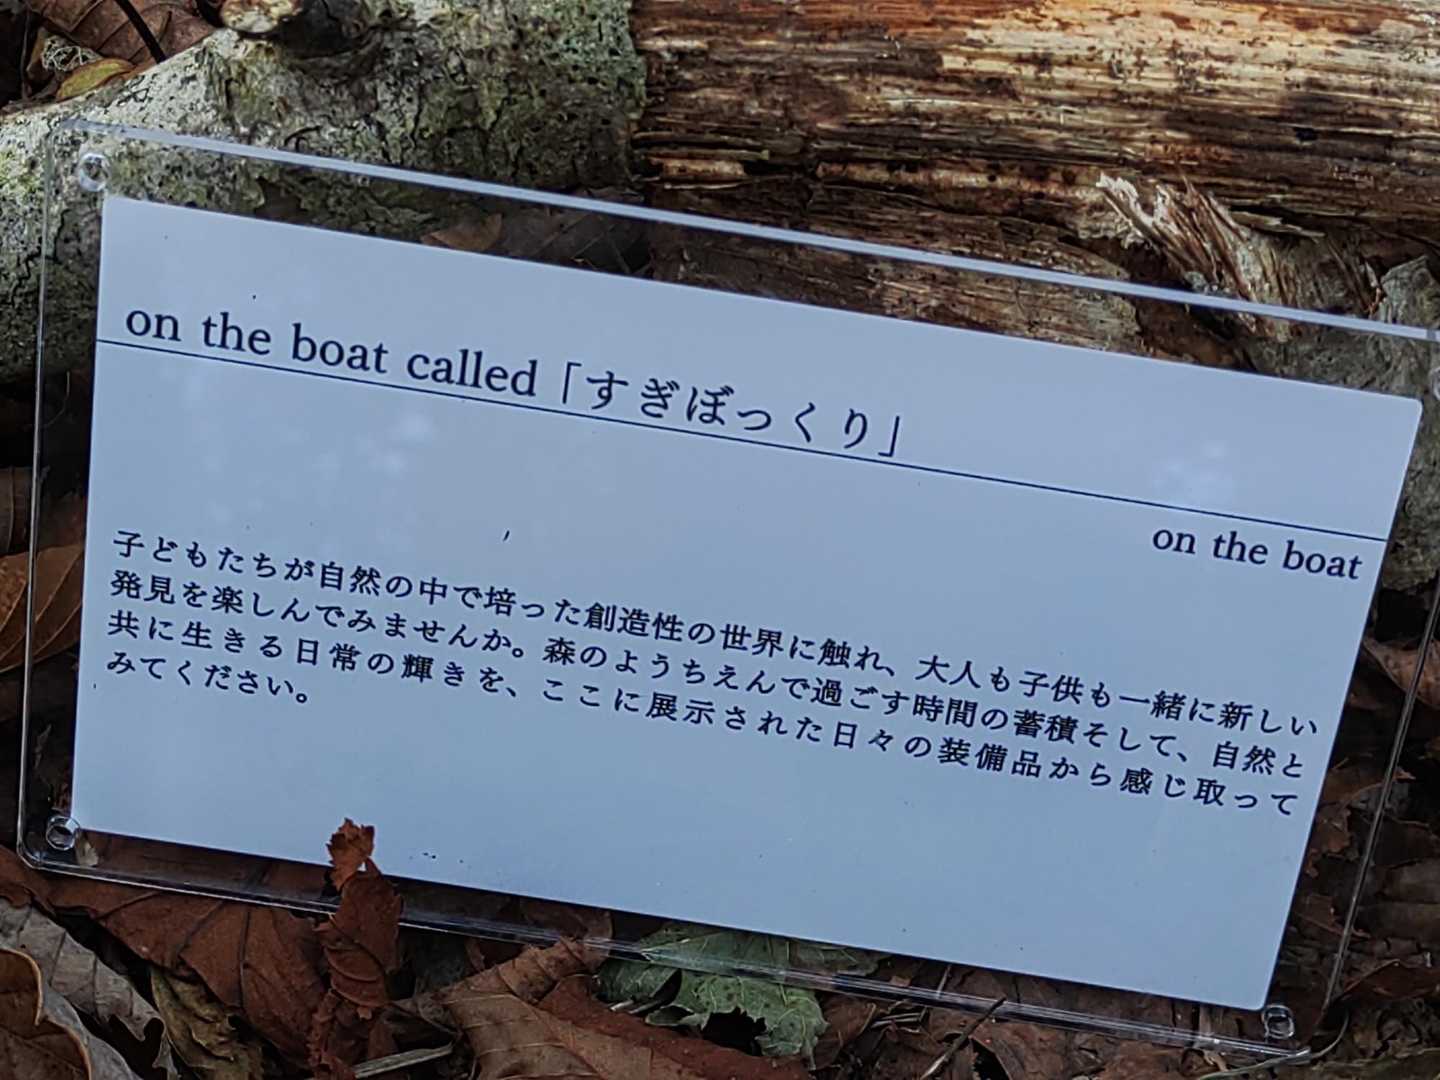 on the boat called「すぎぼっくり」
on the boat
子どもたちが自然の中で培った創造性の世界に触れ、大人も子供も一緒に新しい
発見を楽しんでみませんか。森のようちえんで過ごす時間の蓄積そして、自然と
共に生きる日常の輝きを、ここに展示された日々の装備品から感じ取って
みてください。